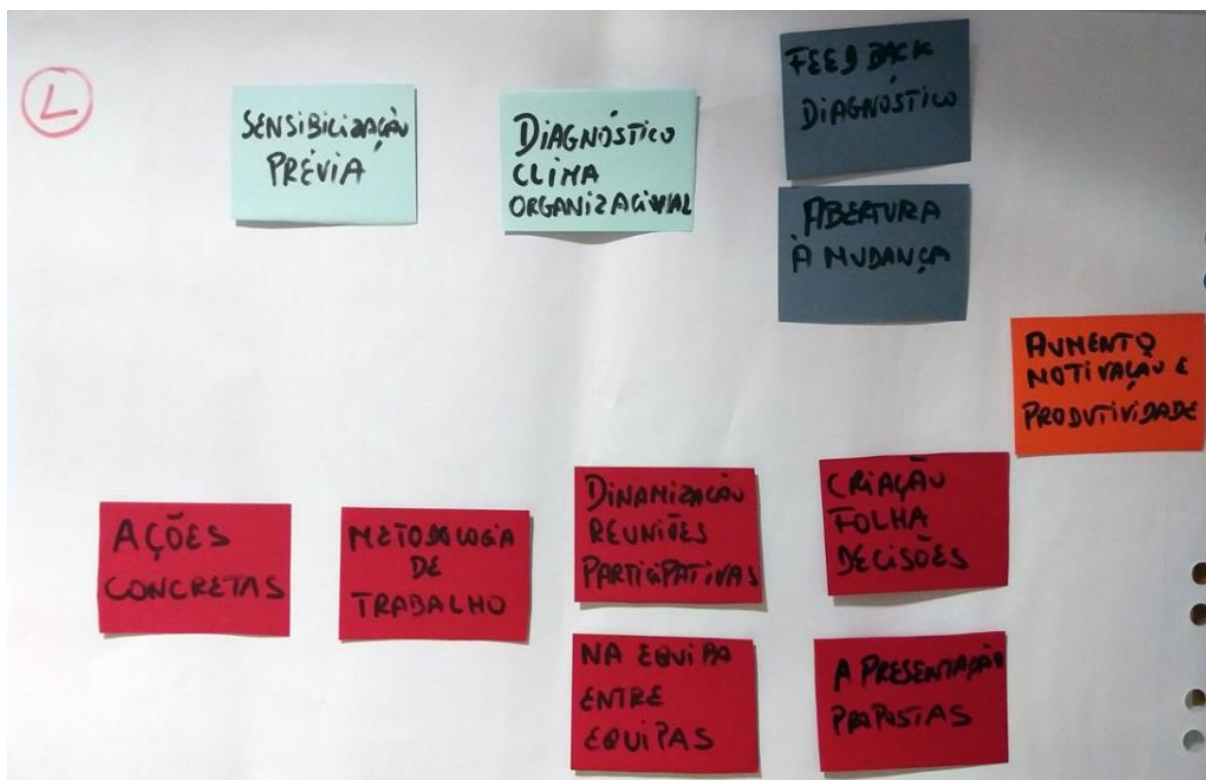 L
SENSIBILIZAÇÃO
PRÉVIA
DIAGNÓSTICO
CLIMA
ORGANIZACIONAL
FEEDBACK
DIAGNÓSTICO
ABERTURA
À MUDANÇA
AUMENTO
MOTIVAÇÃO E
PRODUTIVIDADE
AÇÕES
CONCRETAS
METODOLOGIA
DE
TRABALHO
DINAMIZAÇÃO
REUNIÕES
PARTICIPATIVAS
CRIAÇÃO
FOLHA
DECISÕES
NA EQUIPA
ENTRE
EQUIPAS
APRESENTAÇÃO
PROPOSTAS